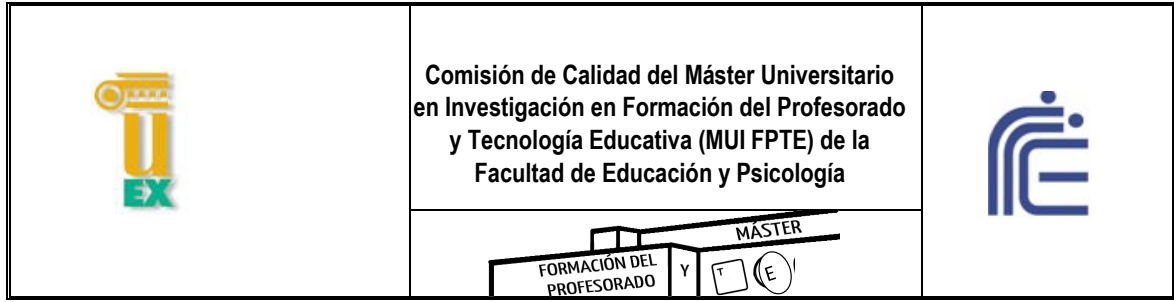 UEX
Comisión de Calidad del Máster Universitario
en Investigación en Formación del Profesorado
y Tecnología Educativa (MUI FPTE) de la
Facultad de Educación y Psicología
MÁSTER
FORMACIÓN DEL
PROFESORADO
Y
T
E